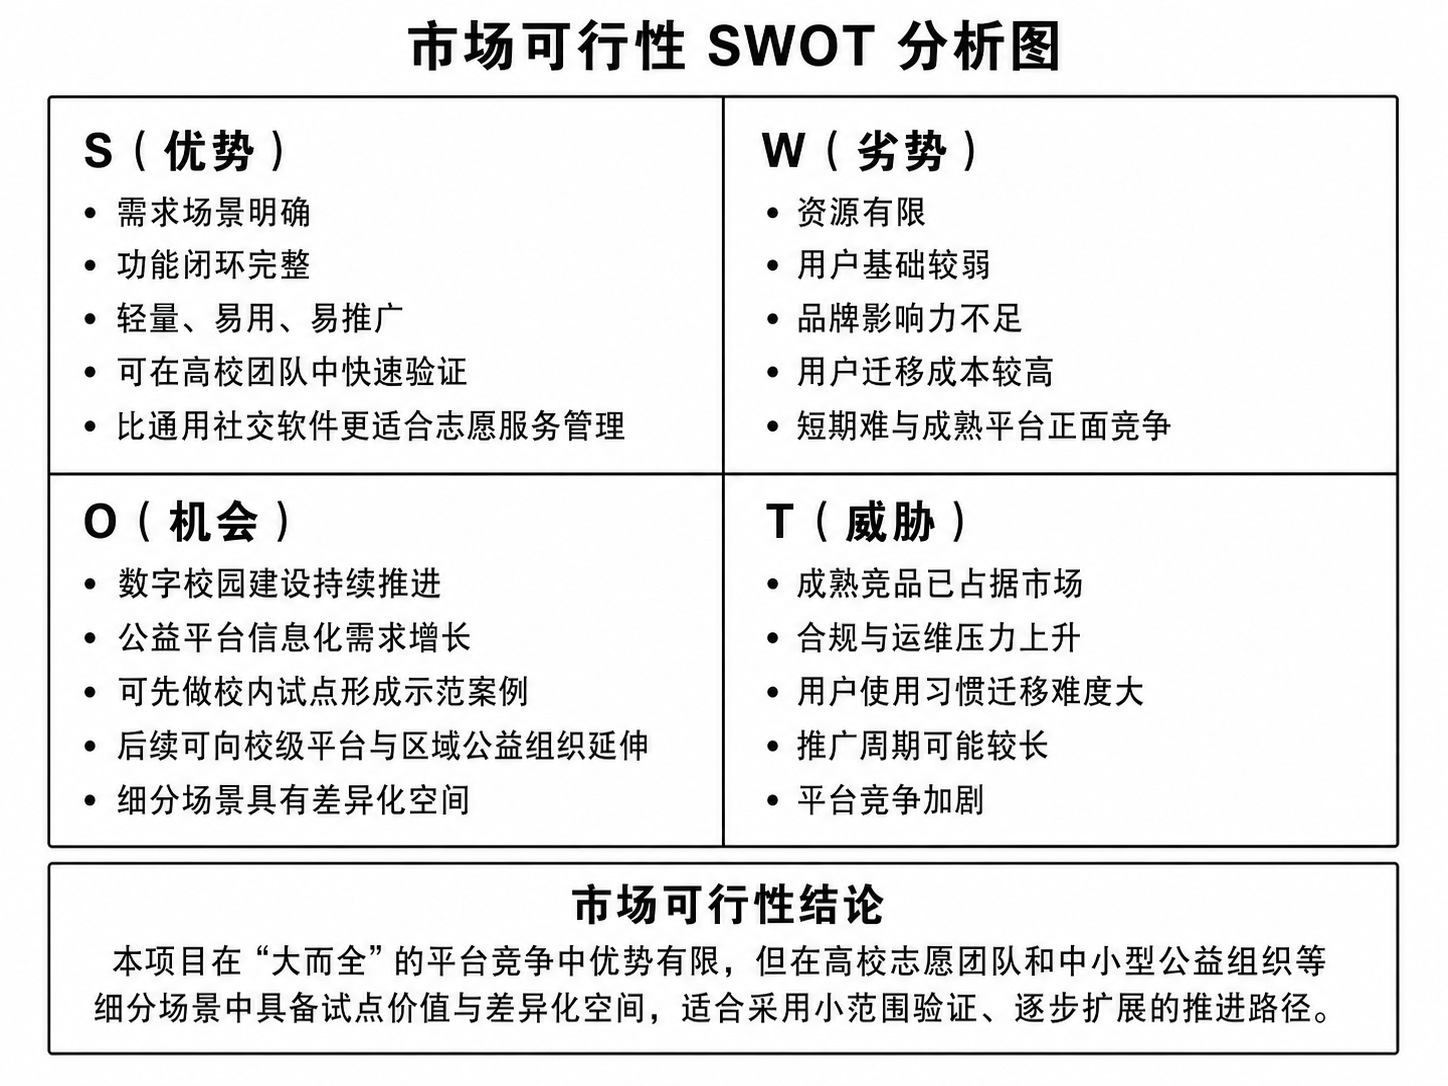 市场可行性 SWOT 分析图
S（优势）
• 需求场景明确
• 功能闭环完整
• 轻量、易用、易推广
• 可在高校团队中快速验证
• 比通用社交软件更适合志愿服务管理
W（劣势）
• 资源有限
• 用户基础较弱
• 品牌影响力不足
• 用户迁移成本较高
• 短期难与成熟平台正面竞争
O（机会）
• 数字校园建设持续推进
• 公益平台信息化需求增长
• 可先做校内试点形成示范案例
• 后续可向校级平台与区域公益组织延伸
• 细分场景具有差异化空间
T（威胁）
• 成熟竞品已占据市场
• 合规与运维压力上升
• 用户使用习惯迁移难度大
• 推广周期可能较长
• 平台竞争加剧
市场可行性结论
本项目在“大而全”的平台竞争中优势有限，但在高校志愿团队和中小型公益组织等
细分场景中具备试点价值与差异化空间，适合采用小范围验证、逐步扩展的推进路径。